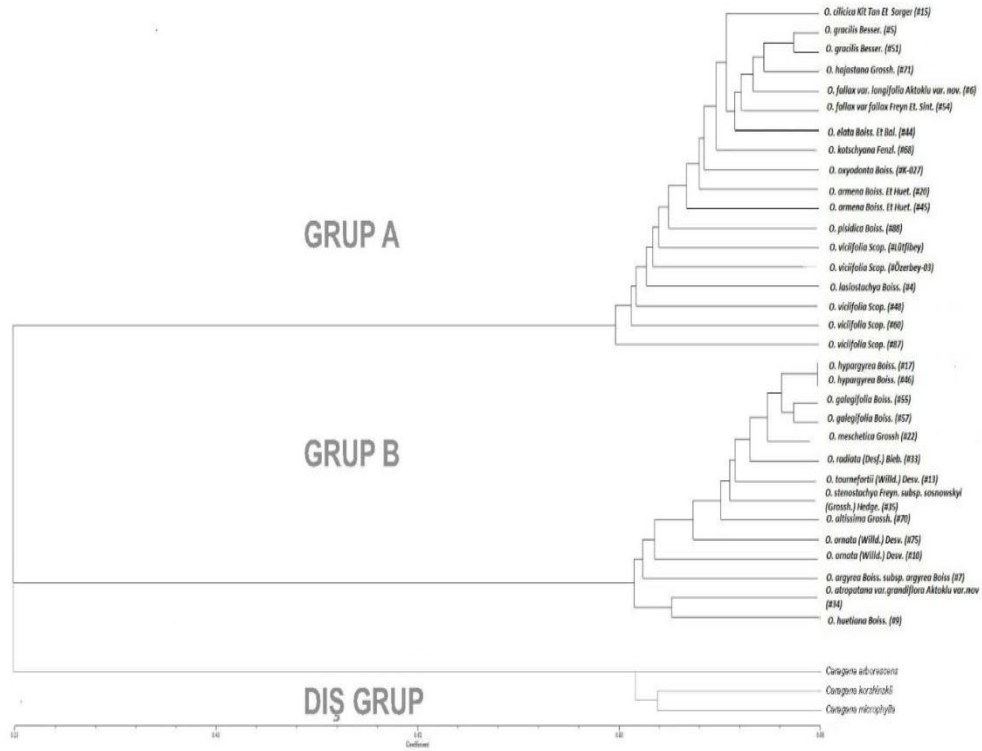 O. cilicica Kit Tan Et Sorger (#15)
O. gracilis Besser. (#5)
O. gracilis Besser. (#51)
O. hajastana Grossh. (#71)
O. fallax var. longifolia Aktoklu var. nov. (#6)
O. fallax var fallax Freyn Et. Sint. (#54)
O. elata Boiss. Et Bal. (#44)
O. kotschyana Fenzl. (#68)
O. oxyodonta Boiss. (#K-027)
O. armena Boiss. Et Huet. (#20)
O. armena Boiss. Et Huet. (#45)
GRUP A
O. pisidica Boiss. (#88)
O. viciifolia Scop. (#Lütfibey)
O. viciifolia Scop. (#Özerbey-03)
O. lasiostachya Boiss. (#4)
O. viciifolia Scop. (#48)
O. viciifolia Scop. (#60)
O. viciifolia Scop. (#87)
O. hypargyrea Boiss. (#17)
O. hypargyrea Boiss. (#46)
O. galegifolia Boiss. (#55)
O. galegifolia Boiss. (#57)
O. meschetica Grossh (#22)
GRUP B
O. radiata (Desf.) Bieb. (#33)
O. tournefortii (Willd.) Desv. (#13)
O. stenostachya Freyn. subsp. sosnowskyi
(Grossh.) Hedge. (#35)
O. altissima Grossh. (#70)
O. ornata (Willd.) Desv. (#75)
O. ornata (Willd.) Desv. (#10)
O. argyrea Boiss. subsp. argyrea Boiss (#7)
O. atropatana var.grandiflora Aktoklu var.nov
(#34)
O. huetiana Boiss. (#9)
Caragana arborescens
Caragana korshinskii
DIŞ GRUP
Caragana microphylla
Coefficient